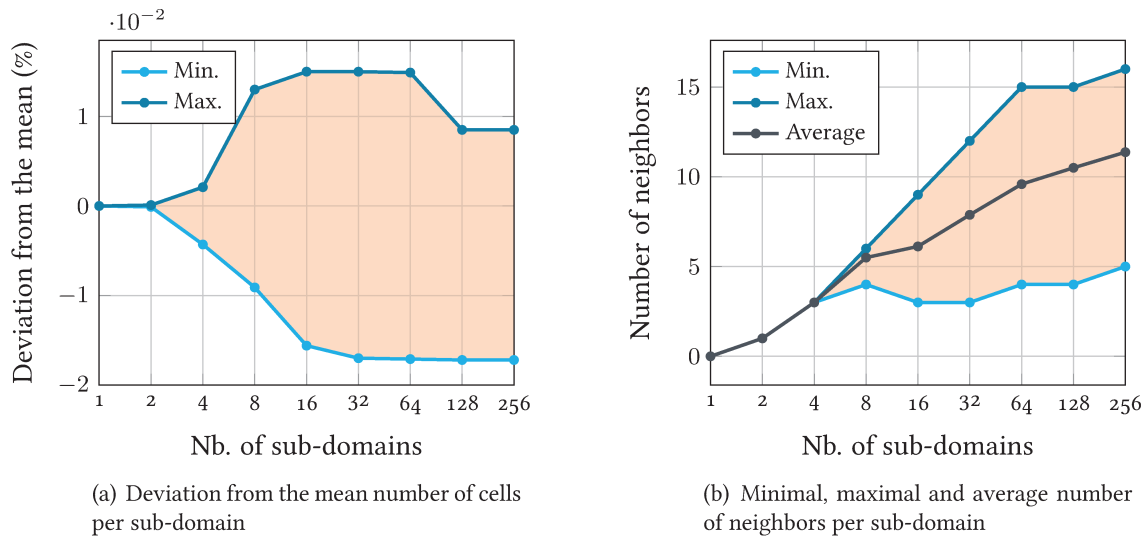 ·10−2
Min.
Max.
1
0
−1
−2
1 2 4 8 16 32 64 128 256
Deviation from the mean (%)
Nb. of sub-domains
(a) Deviation from the mean number of cells
per sub-domain
Min.
Max.
Average
15
10
5
0
1 2 4 8 16 32 64 128 256
Number of neighbors
Nb. of sub-domains
(b) Minimal, maximal and average number
of neighbors per sub-domain